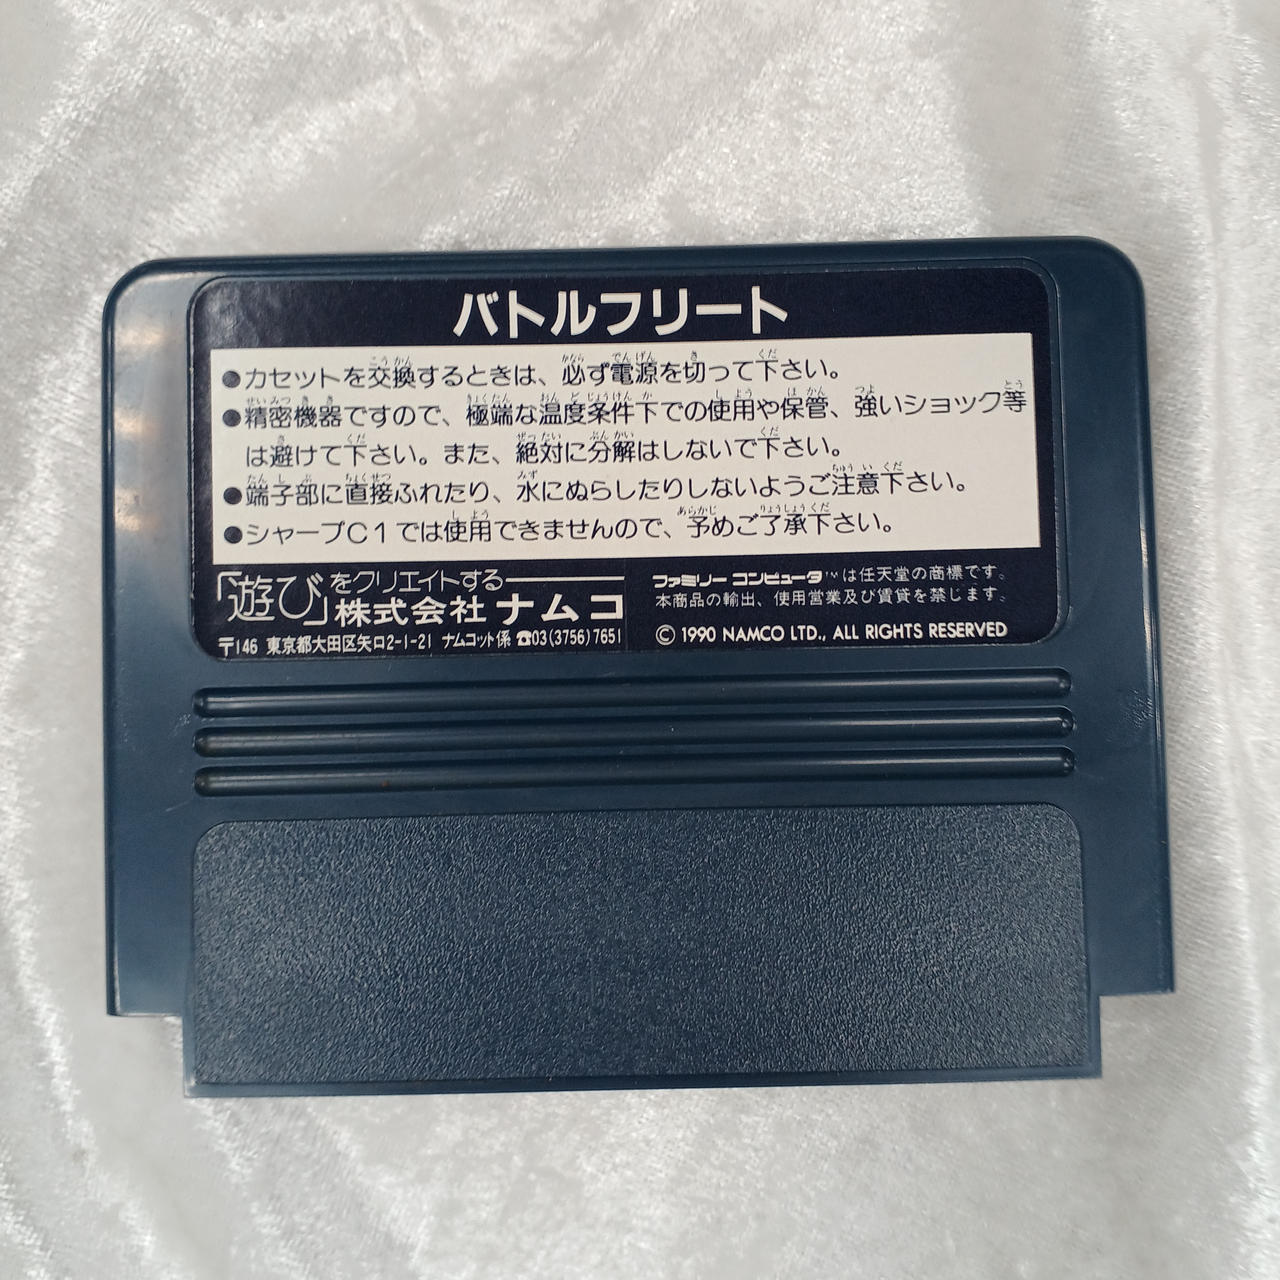 バトルフリート
●カセットを交換するときは、必ず電源を切って下さい。
●精密機器ですので、極端な温度条件下での使用や保管、強いショック等
は避けて下さい。また、絶対に分解はしないで下さい。
●端子部に直接ふれたり、水にぬらしたりしないようご注意下さい。
●シャープC1では使用できませんので、予めご了承下さい。
「遊び」をクリエイトする
株式会社ナムコ
〒146 東京都大田区矢口2-1-21 ナムコット係 ☎03(3756)7651
ファミリーコンピュータ™は任天堂の商標です。
本商品の輸出、使用営業及び賃貸を禁じます。
© 1990 NAMCO LTD., ALL RIGHTS RESERVED